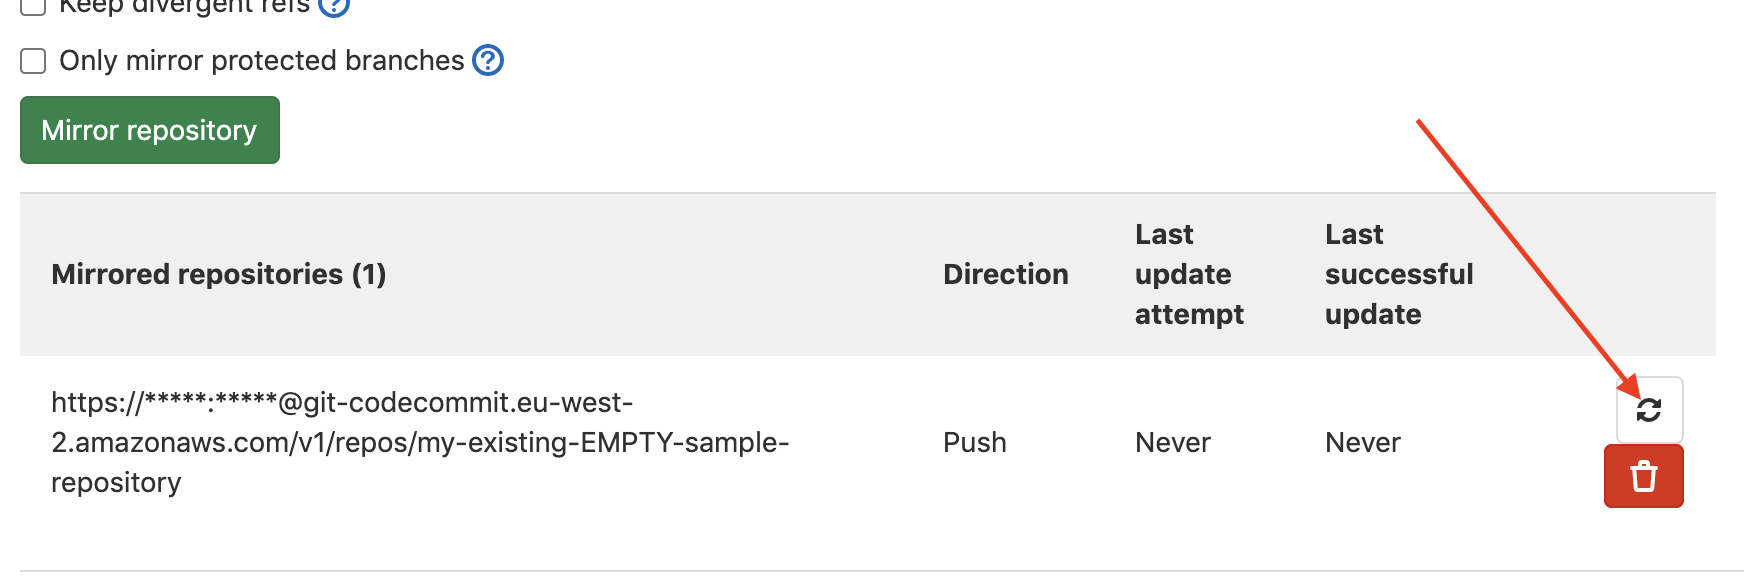 Keep divergent refs
Only mirror protected branches
Mirror repository
Mirrored repositories (1)
Direction
Last
update
attempt
Last
successful
update
https://*****:*****@git-codecommit.eu-west-
2.amazonaws.com/v1/repos/my-existing-EMPTY-sample-
repository
Push
Never
Never